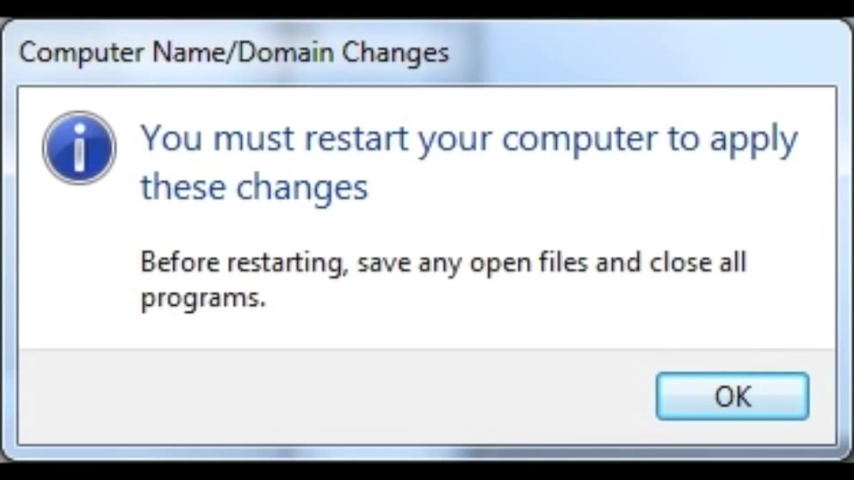 Computer Name/Domain Changes
You must restart your computer to apply
these changes
Before restarting, save any open files and close all
programs.
OK